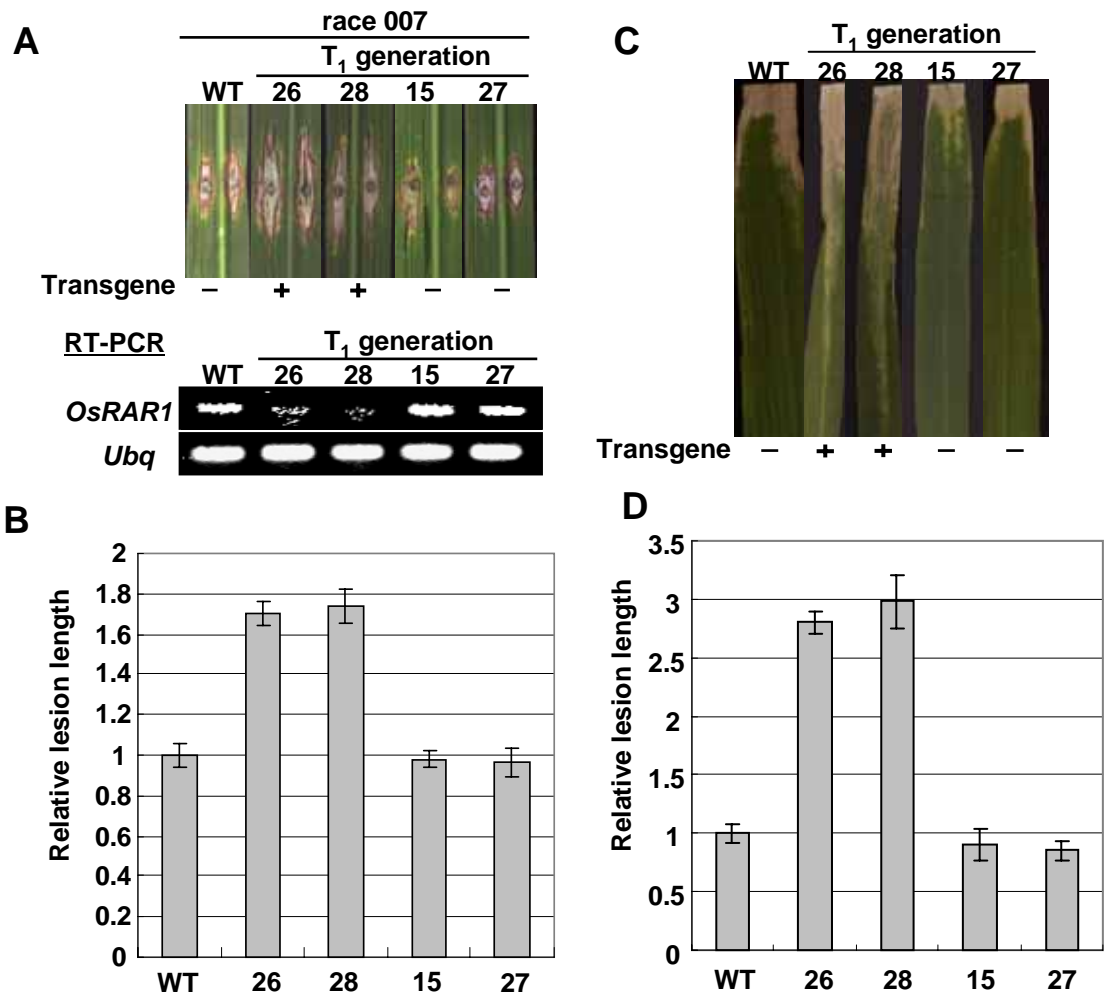 A
race 007
T1 generation
WT 26 28 15 27
Transgene − + + − −
RT-PCR
T1 generation
WT 26 28 15 27
OsRAR1
Ubq
B
Relative lesion length
2
1.8
1.6
1.4
1.2
1
0.8
0.6
0.4
0.2
0
WT 26 28 15 27
C
T1 generation
WT 26 28 15 27
Transgene − + + − −
D
Relative lesion length
3.5
3
2.5
2
1.5
1
0.5
0
WT 26 28 15 27